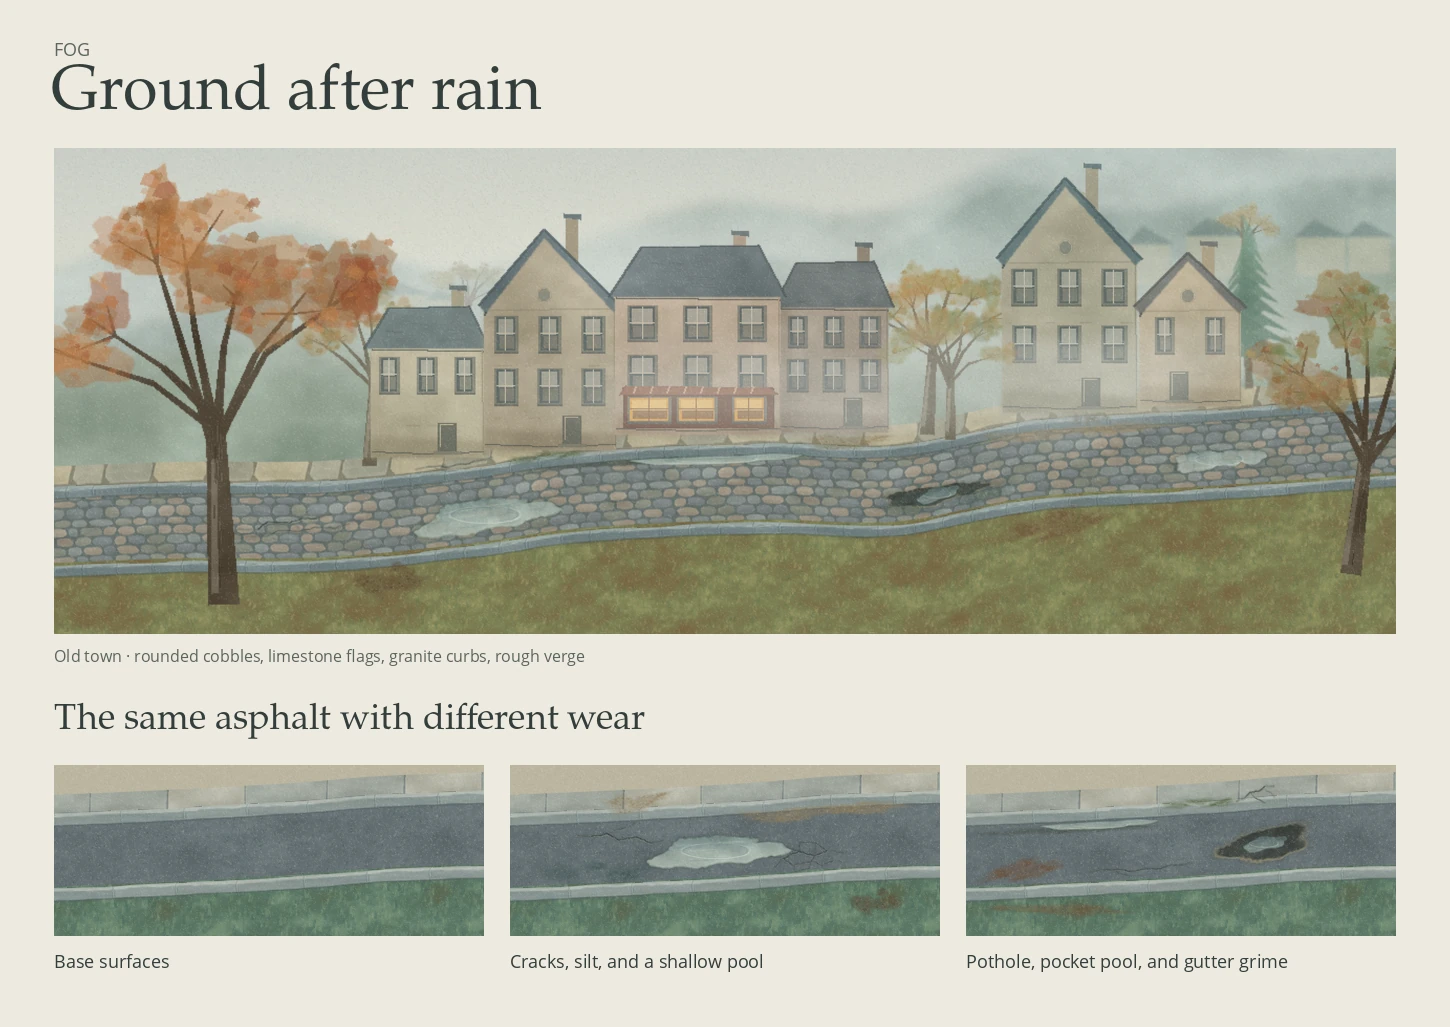 FOG
Ground after rain
Old town · rounded cobbles, limestone flags, granite curbs, rough verge
The same asphalt with different wear
Base surfaces
Cracks, silt, and a shallow pool
Pothole, pocket pool, and gutter grime